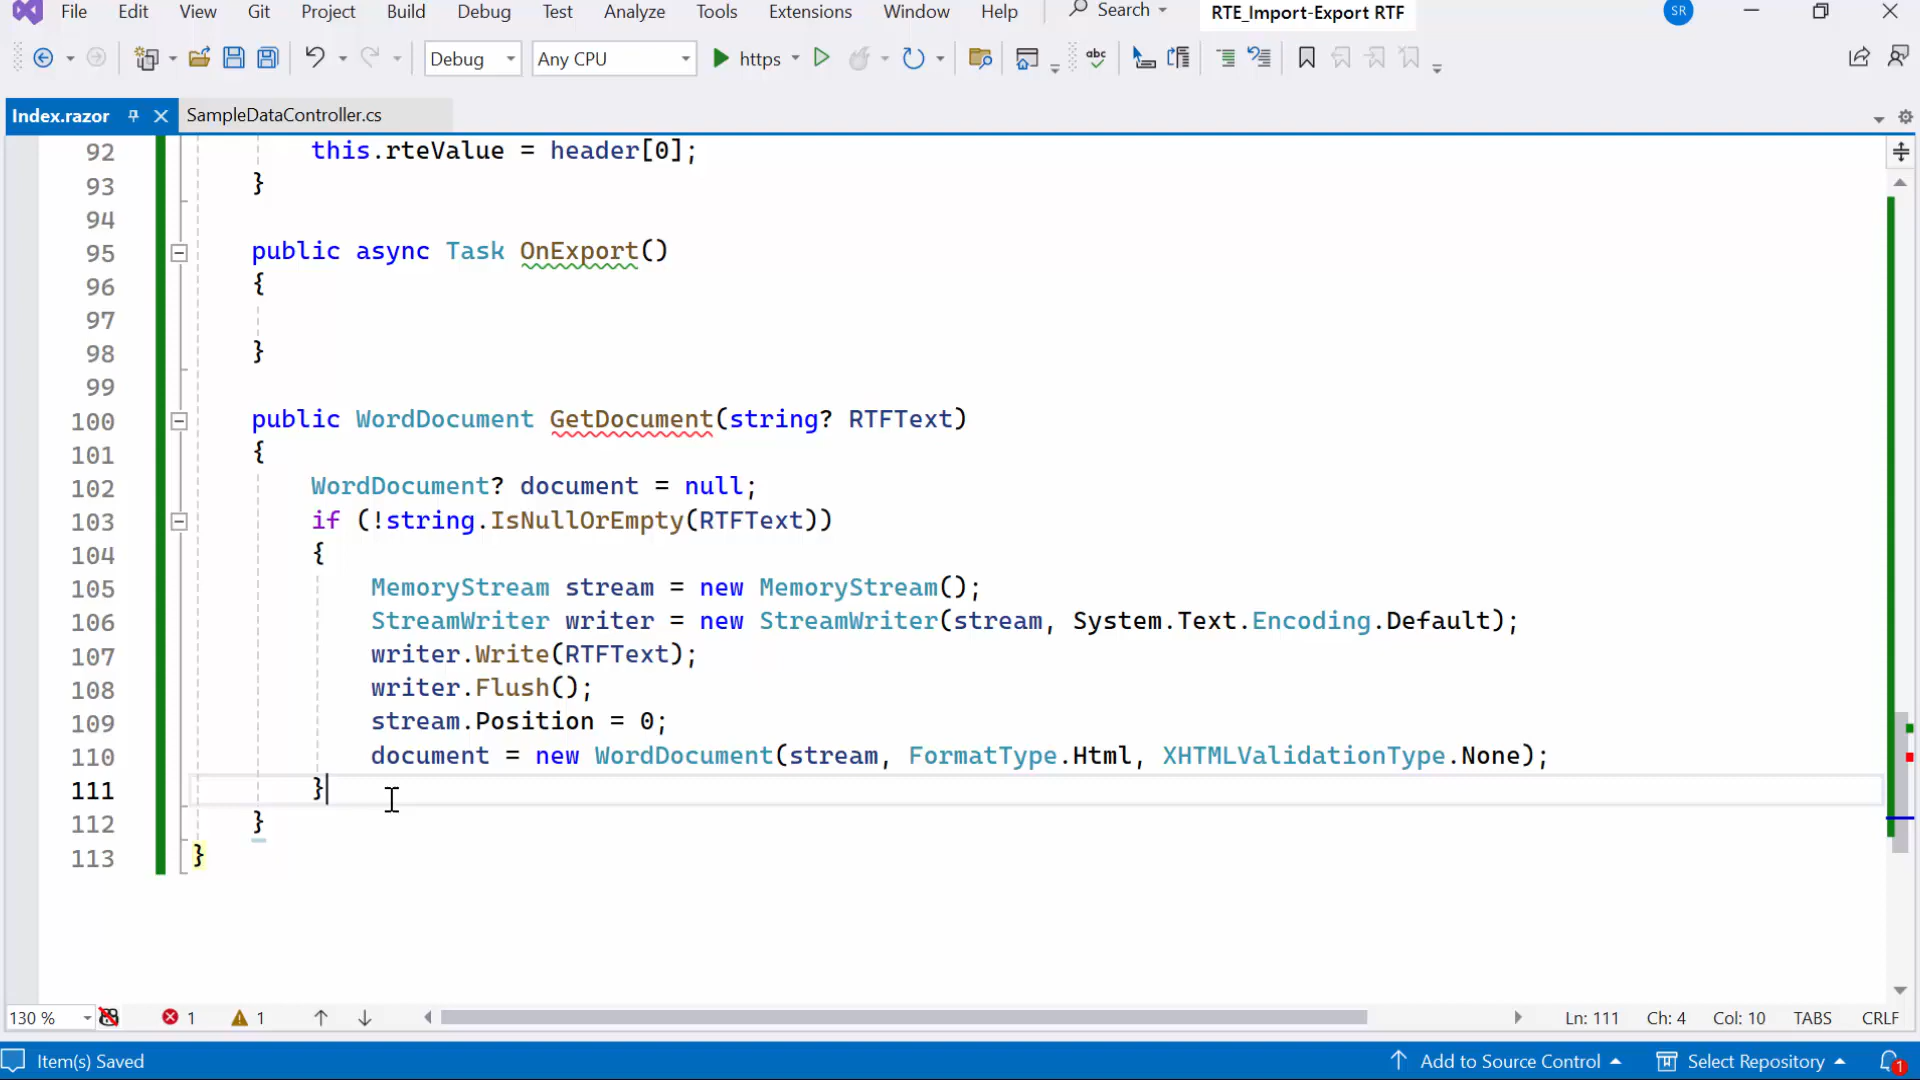 File Edit View Git Project Build Debug Test Analyze Tools Extensions Window Help Search RTE_Import-Export RTF SR
Debug Any CPU https abc
Index.razor SampleDataController.cs
92 this.rteValue = header[0];
93 }
94
95 public async Task OnExport()
96 {
97
98 }
99
100 public WordDocument GetDocument(string? RTFText)
101 {
102 WordDocument? document = null;
103 if (!string.IsNullOrEmpty(RTFText))
104 {
105 MemoryStream stream = new MemoryStream();
106 StreamWriter writer = new StreamWriter(stream, System.Text.Encoding.Default);
107 writer.Write(RTFText);
108 writer.Flush();
109 stream.Position = 0;
110 document = new WordDocument(stream, FormatType.Html, XHTMLValidationType.None);
111 }
112 }
113 }
130 % 1 1 Ln: 111 Ch: 4 Col: 10 TABS CRLF
Item(s) Saved Add to Source Control Select Repository 1